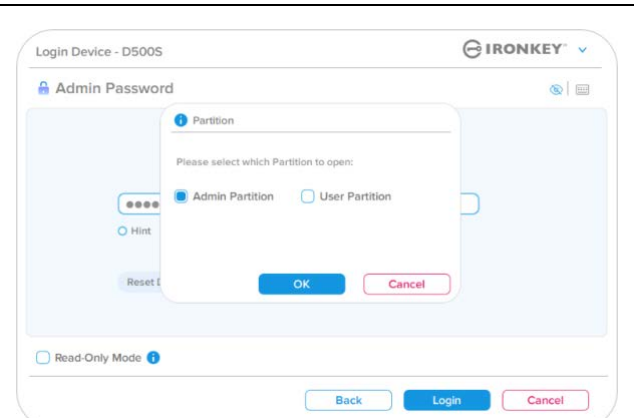 Login Device - D500S
IRONKEY
Admin Password
Partition
Please select which Partition to open:
Admin Partition User Partition
Hint
Reset
OK Cancel
Read-Only Mode
Back Login Cancel